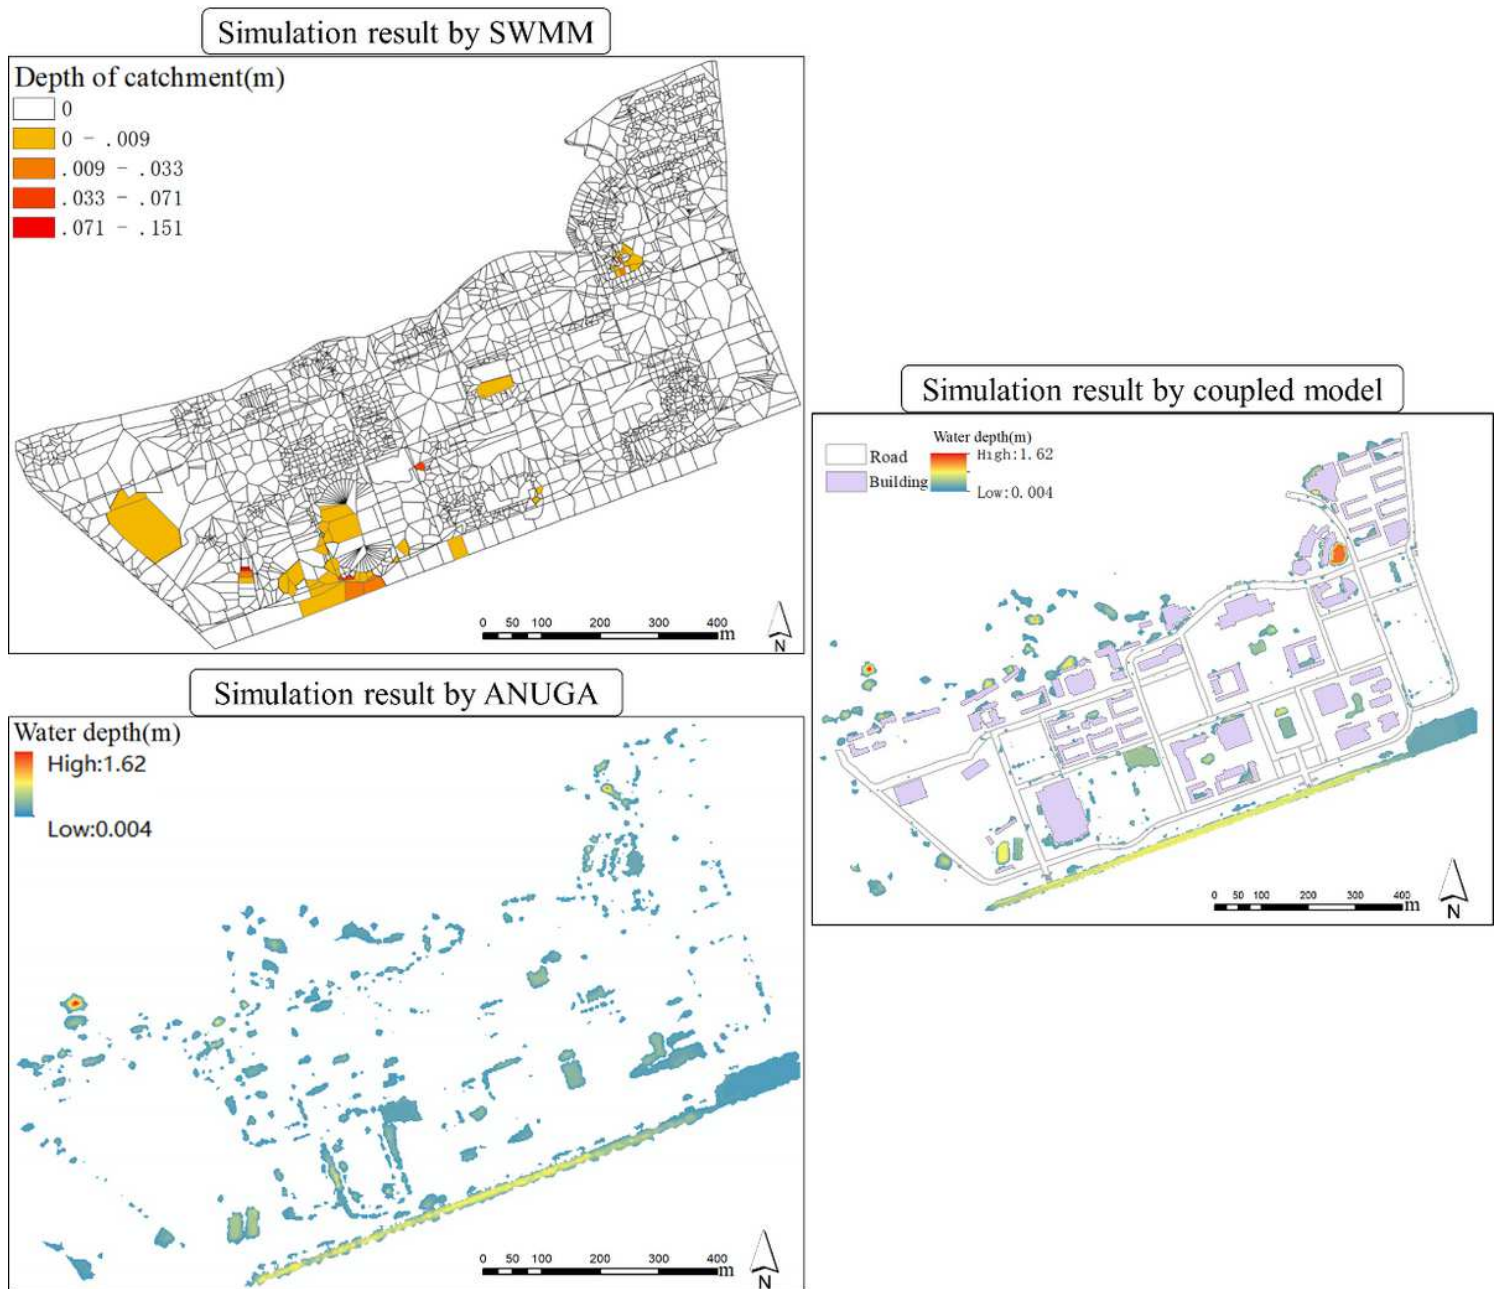 Simulation result by SWMM
Depth of catchment(m)
0
0 - .009
.009 - .033
.033 - .071
.071 - .151
0 50 100 200 300 400
m
N
Simulation result by coupled model
Road
Building
Water depth(m)
High:1.62
Low:0.004
0 50 100 200 300 400
m
N
Simulation result by ANUGA
Water depth(m)
High:1.62
Low:0.004
0 50 100 200 300 400
m
N